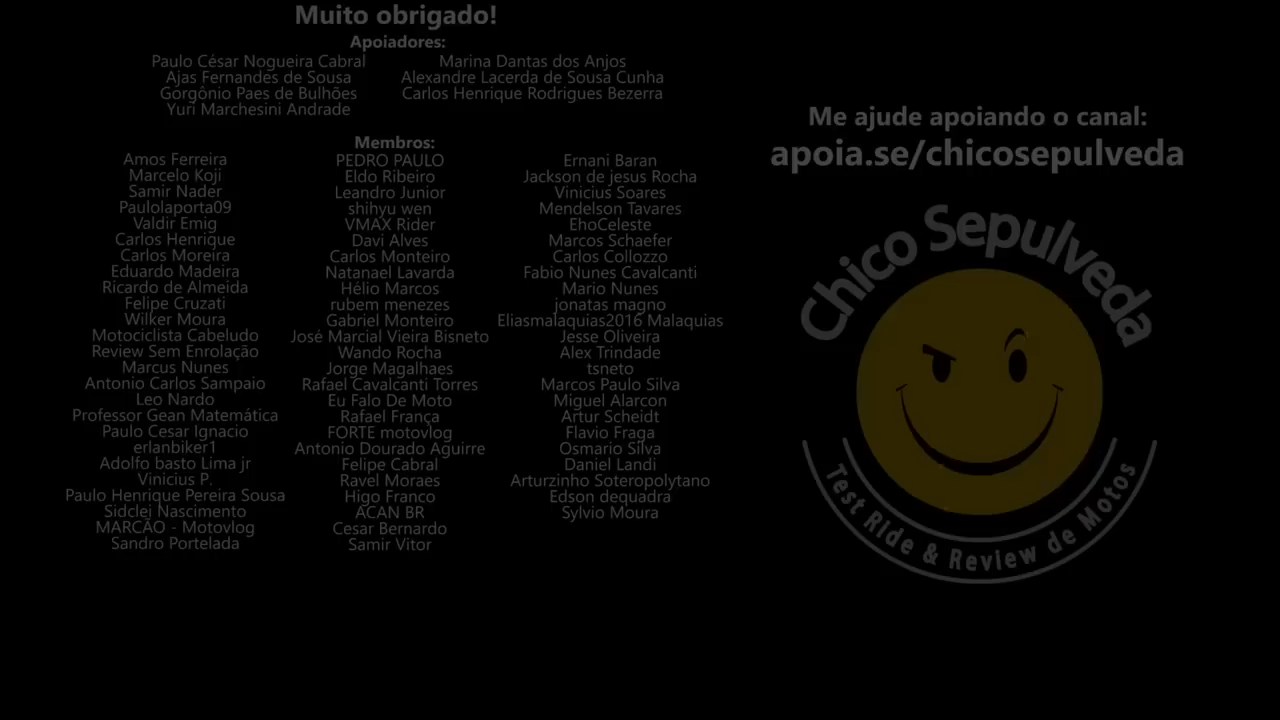 Muito obrigado!
Apoiadores:
Paulo César Nogueira Cabral
Ajas Fernandes de Sousa
Gorgônio Paes de Bulhões
Yuri Marchesini Andrade
Marina Dantas dos Anjos
Alexandre Lacerda de Sousa Cunha
Carlos Henrique Rodrigues Bezerra
Membros:
Amos Ferreira
Marcelo Koji
Samir Nader
Paulolaporta09
Valdir Emig
Carlos Henrique
Carlos Moreira
Eduardo Madeira
Ricardo de Almeida
Felipe Cruzati
Wilker Moura
Motociclista Cabeludo
Review Sem Enrolação
Marcus Nunes
Antonio Carlos Sampaio
Leo Nardo
Professor Gean Matemática
Paulo Cesar Ignacio
erlanbiker1
Adolfo basto Lima jr
Vinicius P.
Paulo Henrique Pereira Sousa
Sidclei Nascimento
MARCÃO - Motovlog
Sandro Portelada
PEDRO PAULO
Eldo Ribeiro
Leandro Junior
shihyu wen
VMAX Rider
Davi Alves
Carlos Monteiro
Natanael Lavarda
Hélio Marcos
rubem menezes
Gabriel Monteiro
José Marcial Vieira Bisneto
Wando Rocha
Jorge Magalhaes
Rafael Cavalcanti Torres
Eu Falo De Moto
Rafael França
FORTE motovlog
Antonio Dourado Aguirre
Felipe Cabral
Ravel Moraes
Higo Franco
ACAN BR
Cesar Bernardo
Samir Vitor
Ernani Baran
Jackson de jesus Rocha
Vinicius Soares
Mendelson Tavares
EhoCeleste
Marcos Schaefer
Carlos Collozzo
Fabio Nunes Cavalcanti
Mario Nunes
jonatas magno
Eliasmalaquias2016 Malaquias
Jesse Oliveira
Alex Trindade
tsneto
Marcos Paulo Silva
Miguel Alarcon
Artur Scheidt
Flavio Fraga
Osmario Silva
Daniel Landi
Arturzinho Soteropolytano
Edson dequadra
Sylvio Moura
Me ajude apoiando o canal:
apoia.se/chicosepulveda
Chico Sepulveda
Test Ride & Review de Motos